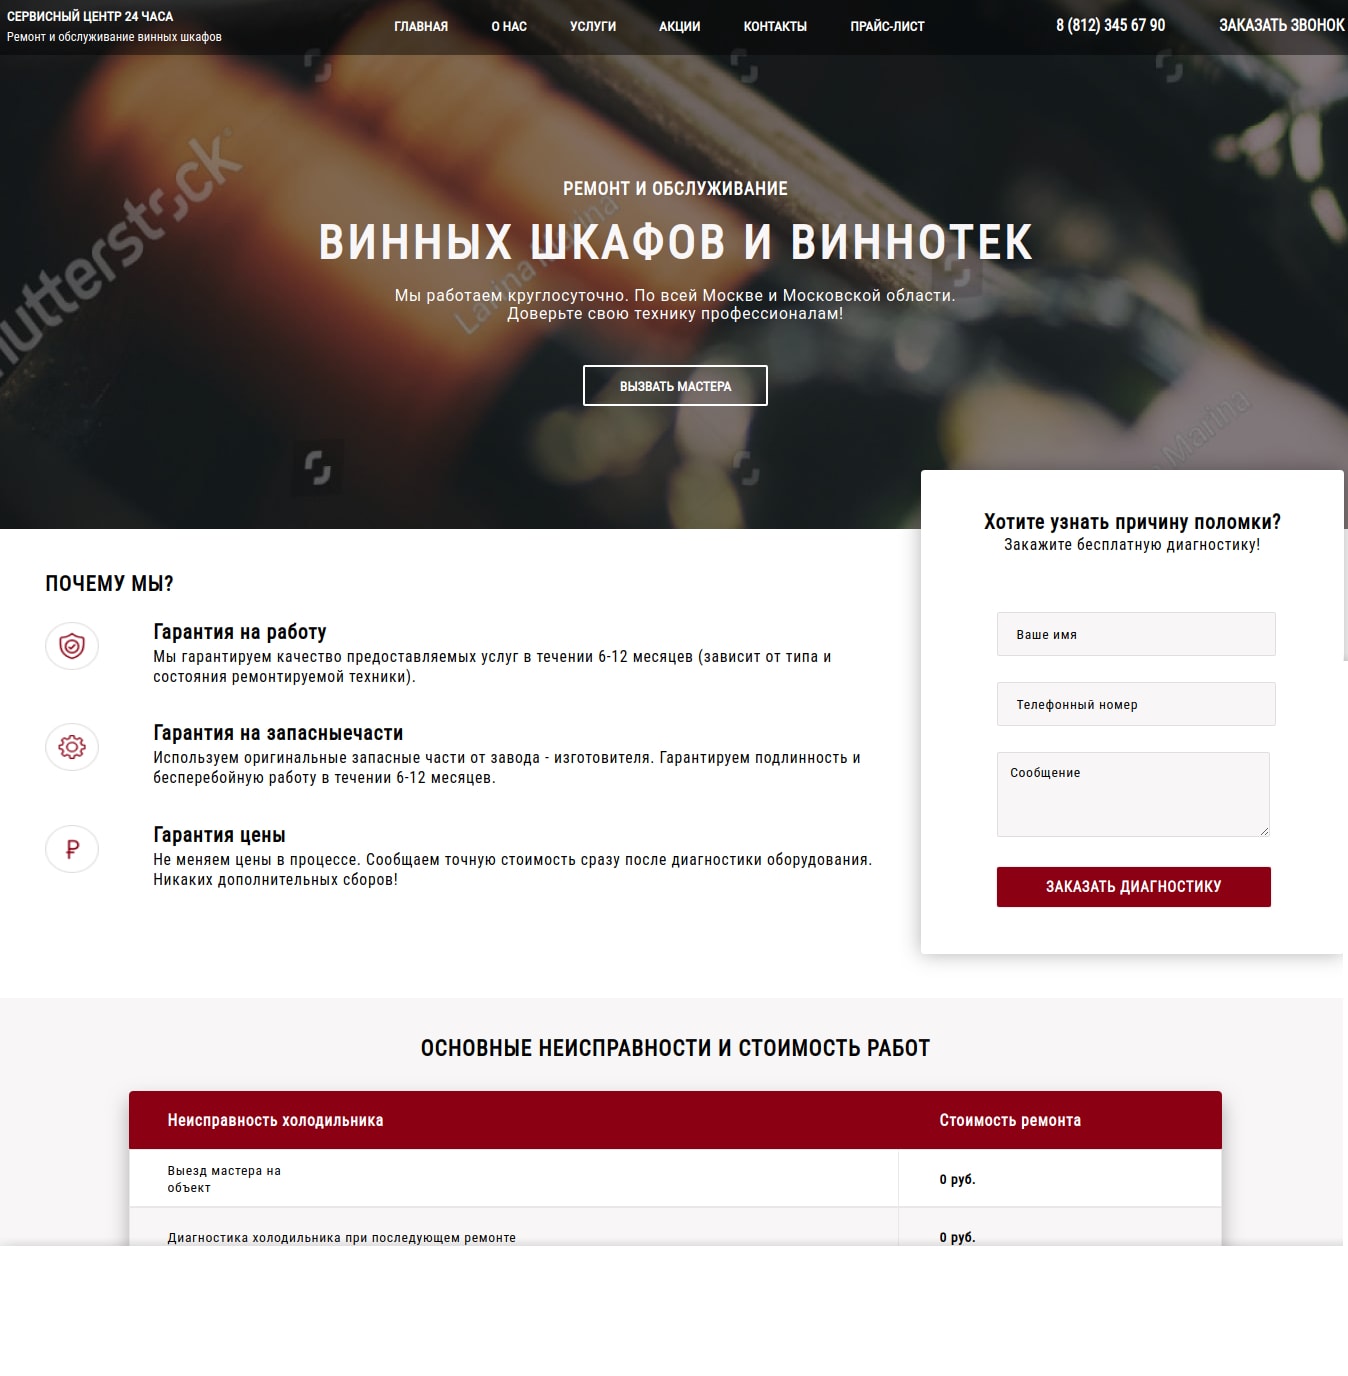 СЕРВИСНЫЙ ЦЕНТР 24 ЧАСА
Ремонт и обслуживание винных шкафов
ГЛАВНАЯ О НАС УСЛУГИ АКЦИИ КОНТАКТЫ ПРАЙС-ЛИСТ
8 (812) 345 67 90 ЗАКАЗАТЬ ЗВОНОК
РЕМОНТ И ОБСЛУЖИВАНИЕ
ВИННЫХ ШКАФОВ И ВИННОТЕК
Мы работаем круглосуточно. По всей Москве и Московской области.
Доверьте свою технику профессионалам!
ВЫЗВАТЬ МАСТЕРА
Larina Marina
Marina
ПОЧЕМУ МЫ?
Гарантия на работу
Мы гарантируем качество предоставляемых услуг в течении 6-12 месяцев (зависит от типа и
состояния ремонтируемой техники).
Гарантия на запасныечасти
Используем оригинальные запасные части от завода - изготовителя. Гарантируем подлинность и
бесперебойную работу в течении 6-12 месяцев.
₽
Гарантия цены
Не меняем цены в процессе. Сообщаем точную стоимость сразу после диагностики оборудования.
Никаких дополнительных сборов!
Хотите узнать причину поломки?
Закажите бесплатную диагностику!
Ваше имя
Телефонный номер
Сообщение
ЗАКАЗАТЬ ДИАГНОСТИКУ
ОСНОВНЫЕ НЕИСПРАВНОСТИ И СТОИМОСТЬ РАБОТ
Неисправность холодильника Стоимость ремонта
Выезд мастера на
объект
0 руб.
Диагностика холодильника при последующем ремонте 0 руб.